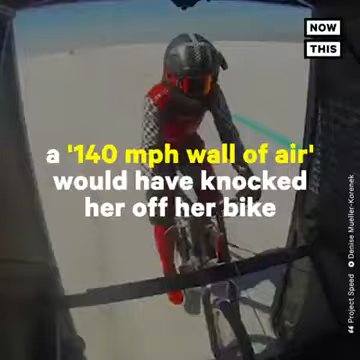 NOW
THIS
a '140 mph wall of air'
would have knocked
her off her bike
Project Speed Denise Mueller-Korenek